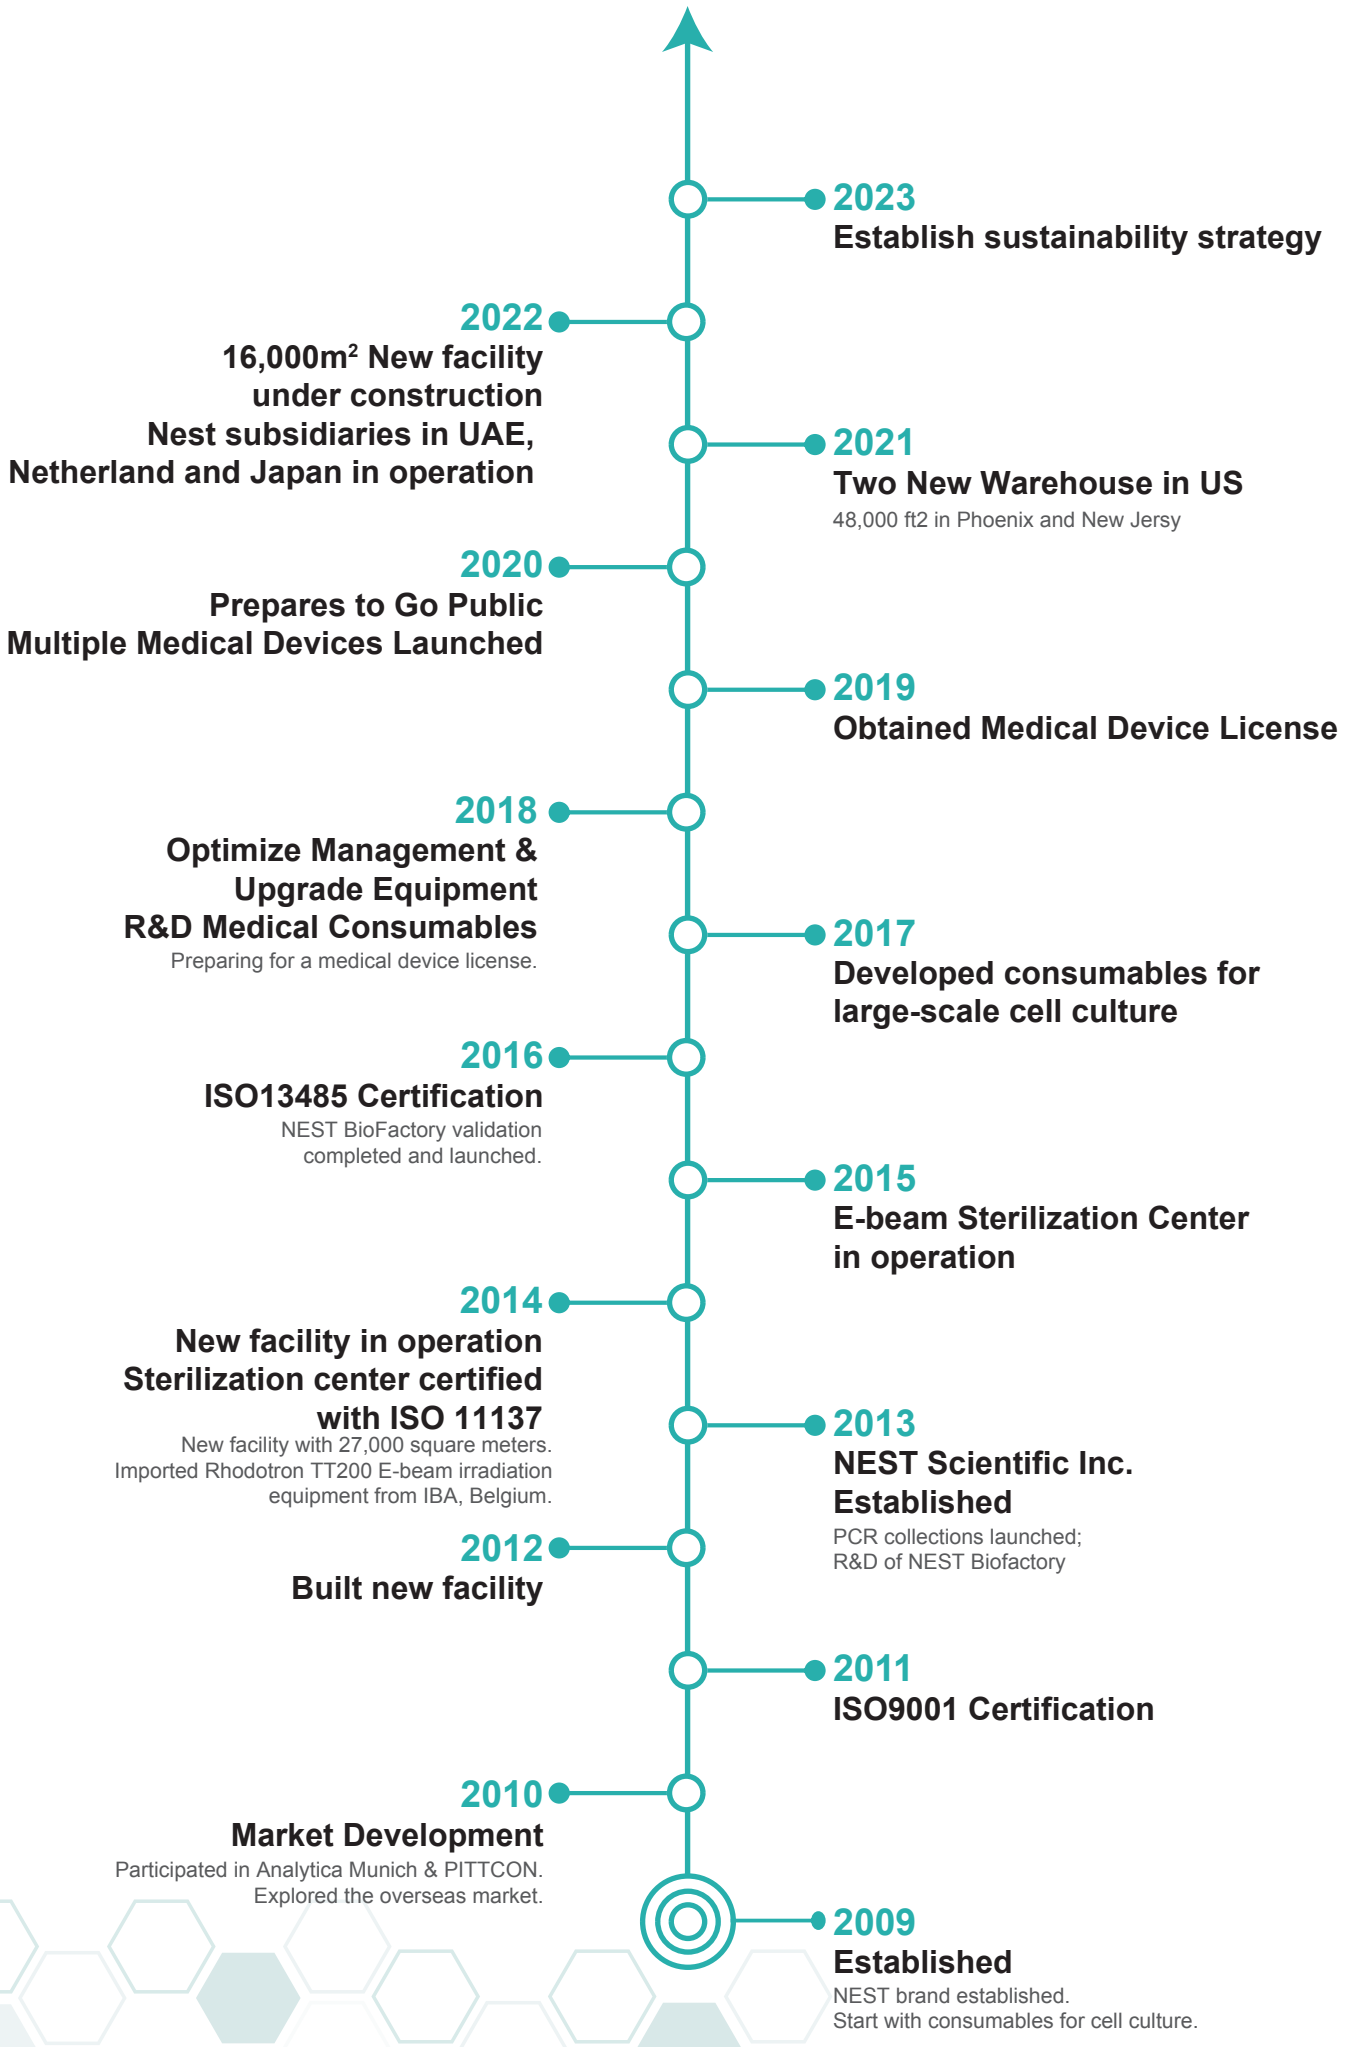 2023
Establish sustainability strategy
2022
16,000m² New facility
under construction
Nest subsidiaries in UAE,
Netherland and Japan in operation
2021
Two New Warehouse in US
48,000 ft2 in Phoenix and New Jersy
2020
Prepares to Go Public
Multiple Medical Devices Launched
2019
Obtained Medical Device License
2018
Optimize Management &
Upgrade Equipment
R&D Medical Consumables
Preparing for a medical device license.
2017
Developed consumables for
large-scale cell culture
2016
ISO13485 Certification
NEST BioFactory validation
completed and launched.
2015
E-beam Sterilization Center
in operation
2014
New facility in operation
Sterilization center certified
with ISO 11137
New facility with 27,000 square meters.
Imported Rhodotron TT200 E-beam irradiation
equipment from IBA, Belgium.
2013
NEST Scientific Inc.
Established
PCR collections launched;
R&D of NEST Biofactory
2012
Built new facility
2011
ISO9001 Certification
2010
Market Development
Participated in Analytica Munich & PITTCON.
Explored the overseas market.
2009
Established
NEST brand established.
Start with consumables for cell culture.